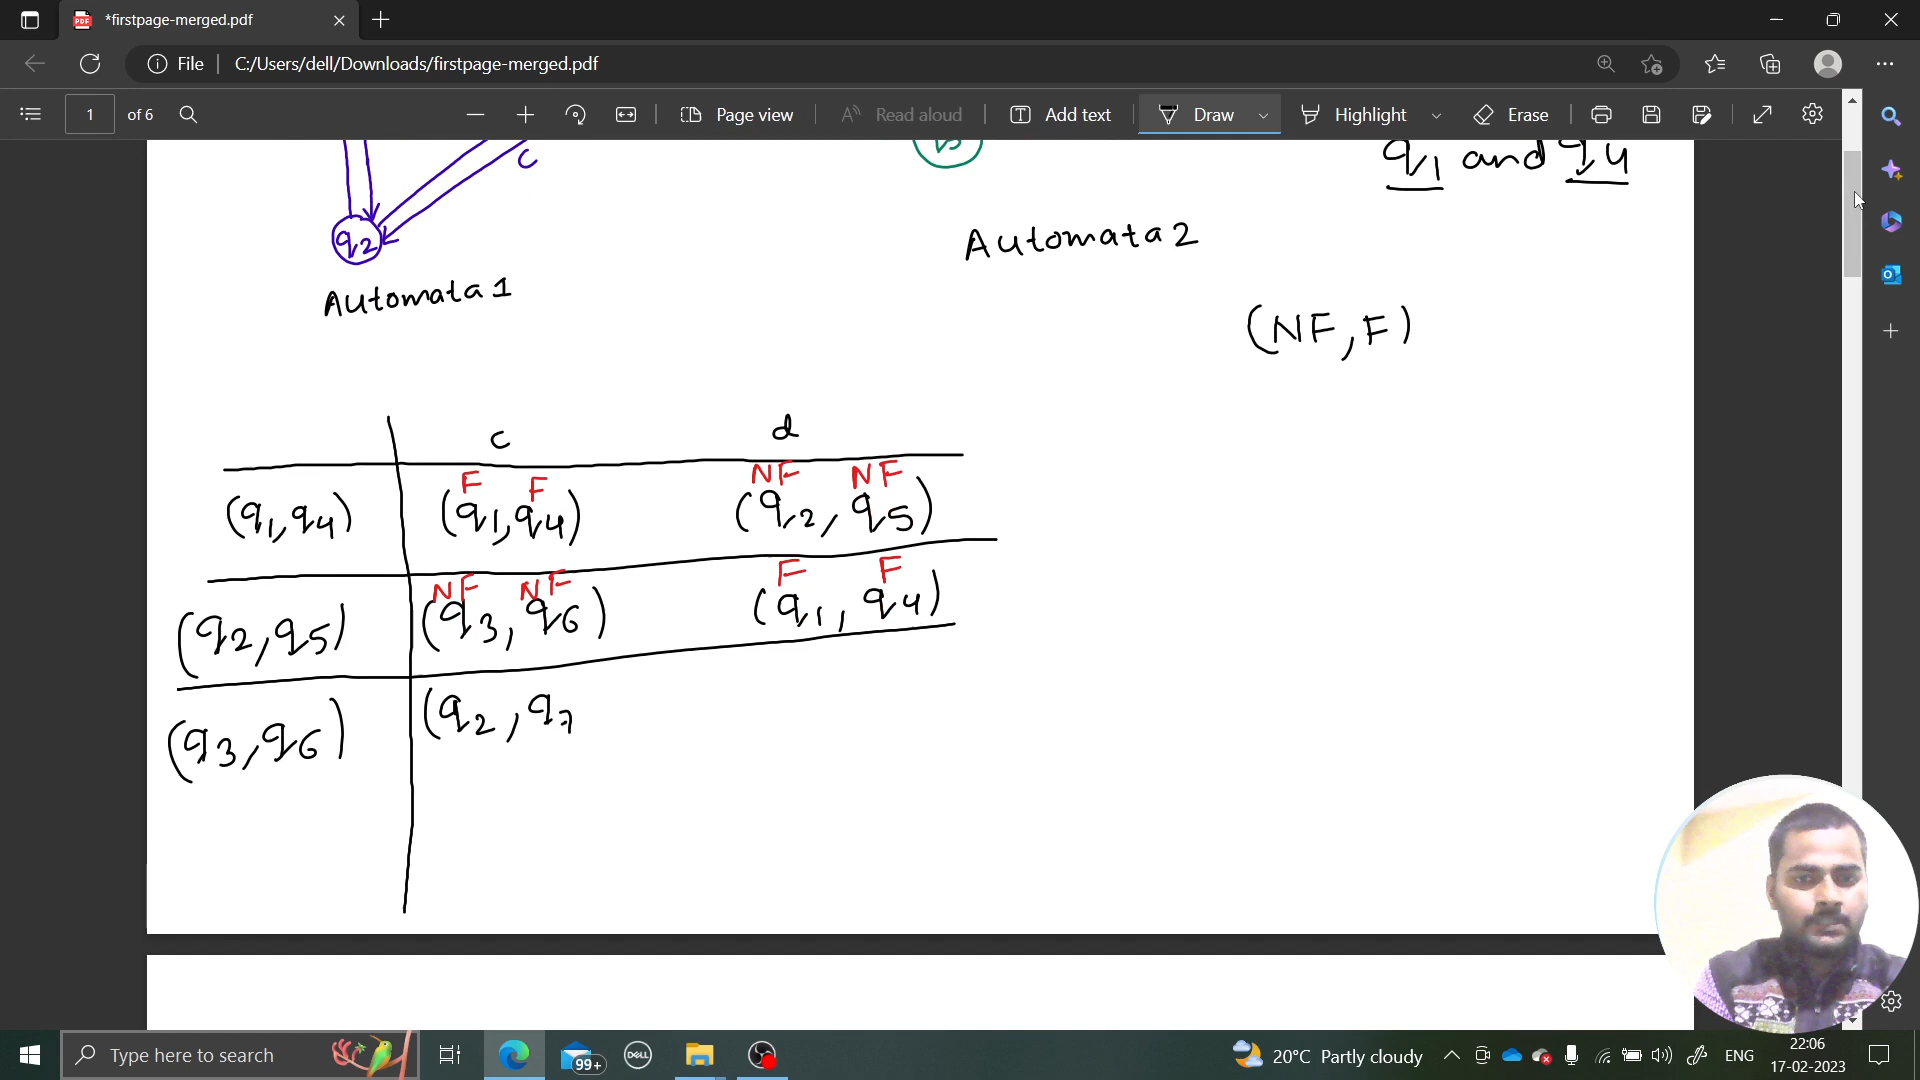 *firstpage-merged.pdf
File C:/Users/dell/Downloads/firstpage-merged.pdf
1 of 6 Page view Read aloud Add text Draw Highlight Erase
c
q1 and q4
q2
Automata 2
Automata 1
(NF, F)
c d
F F NF NF
(q1, q4) (q1, q4) (q2, q5)
NF NF F F
(q2, q5) (q3, q6) (q1, q4)
(q3, q6) (q2, q7
Type here to search
99+
DELL
20°C Partly cloudy
ENG
22:06
17-02-2023